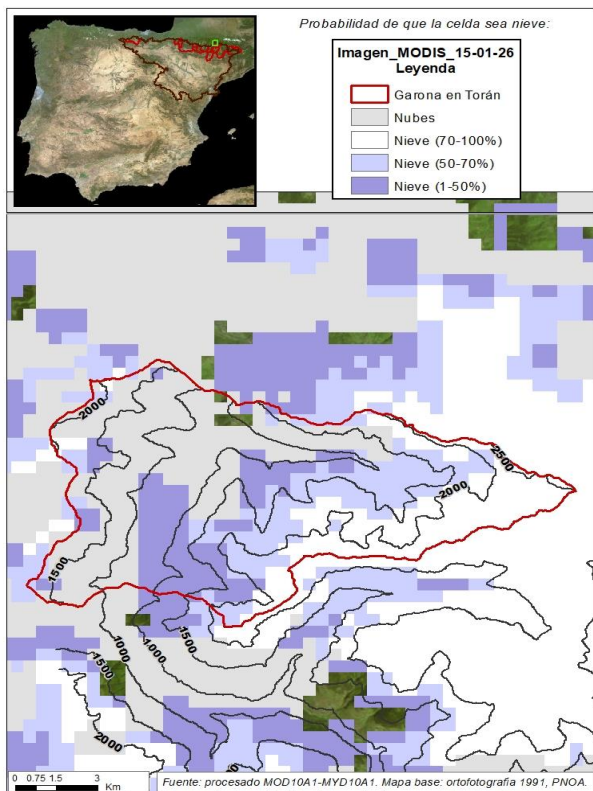 Probabilidad de que la celda sea nieve:
Imagen_MODIS_15-01-26
Leyenda
Garona en Torán
Nubes
Nieve (70-100%)
Nieve (50-70%)
Nieve (1-50%)
2000
2500
2000
1500
1000
1000
1500
1500
2000
0 0.75 1.5 3
Km
Fuente: procesado MOD10A1-MYD10A1. Mapa base: ortofotografía 1991, PNOA.